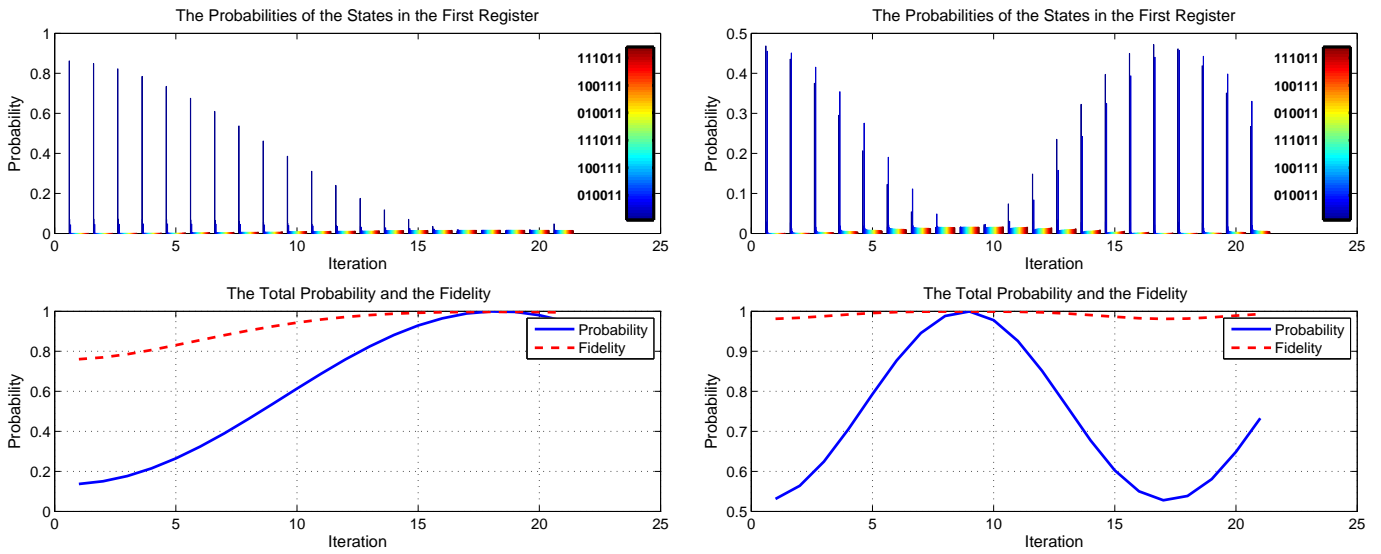 The Probabilities of the States in the First Register
1
0.8
0.6
0.4
0.2
0
Probability
111011
100111
010011
111011
100111
010011
0 5 10 15 20 25
Iteration
The Total Probability and the Fidelity
1
0.8
0.6
0.4
0.2
0
Probability
Probability
Fidelity
0 5 10 15 20 25
Iteration
The Probabilities of the States in the First Register
0.5
0.4
0.3
0.2
0.1
0
Probability
111011
100111
010011
111011
100111
010011
0 5 10 15 20 25
Iteration
The Total Probability and the Fidelity
1
0.9
0.8
0.7
0.6
0.5
Probability
Probability
Fidelity
0 5 10 15 20 25
Iteration